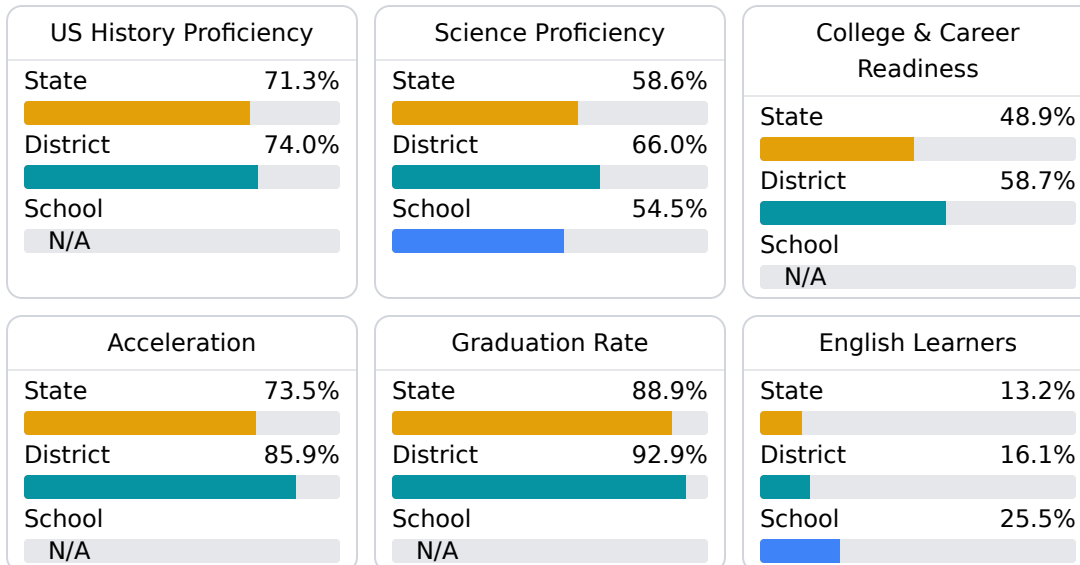 US History Proficiency
State 71.3%
District 74.0%
School
N/A
Science Proficiency
State 58.6%
District 66.0%
School 54.5%
College & Career
Readiness
State 48.9%
District 58.7%
School
N/A
Acceleration
State 73.5%
District 85.9%
School
N/A
Graduation Rate
State 88.9%
District 92.9%
School
N/A
English Learners
State 13.2%
District 16.1%
School 25.5%